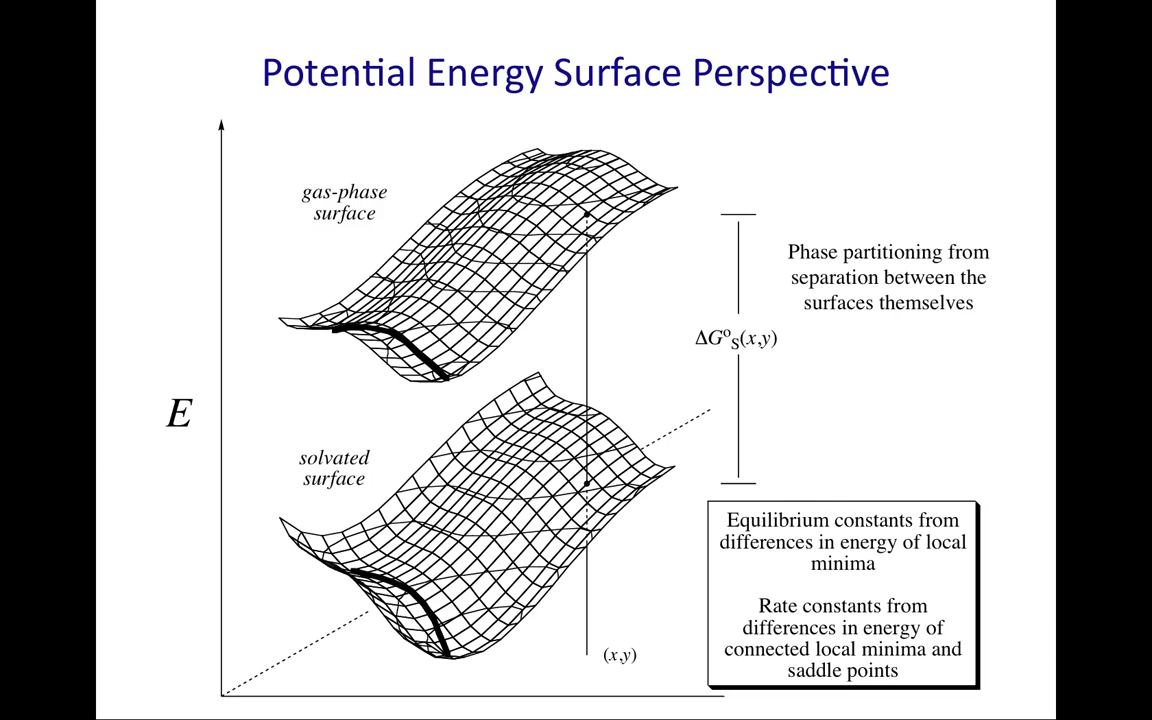 Potential Energy Surface Perspective
gas-phase
surface
Phase partitioning from
separation between the
surfaces themselves
ΔG°S(x,y)
E
solvated
surface
Equilibrium constants from
differences in energy of local
minima
Rate constants from
differences in energy of
connected local minima and
saddle points
(x,y)